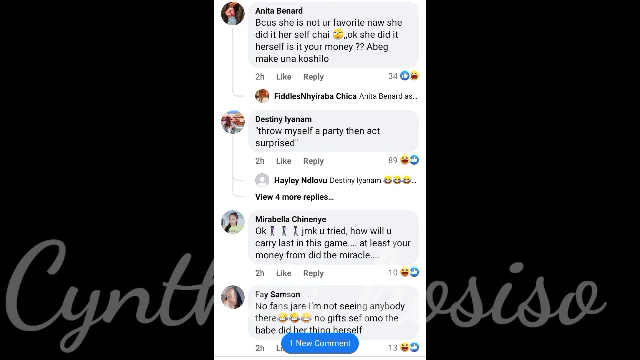 Anita Benard
Bcus she is not ur favorite naw she
did it her self chai 🤣,,ok she did it
herself is it your money ?? Abeg
make una koshilo
2h Like Reply 34
FiddlesNhyiraba Chica Anita Benard as...
Destiny Iyanam
"throw myself a party then act
surprised"
2h Like Reply 89
Hayley Ndlovu Destiny Iyanam 😂😂😂...
View 4 more replies...
Mirabella Chinenye
Ok 🚶🚶🚶 jmk u tried, how will u
carry last in this game.... at least your
money from did the miracle....
2h Like Reply 10
Fay Samson
No fans jare I'm not seeing anybody
there😂😂😂 no gifts sef omo the
babe did her thing herself
1 New Comment
2h Li 13